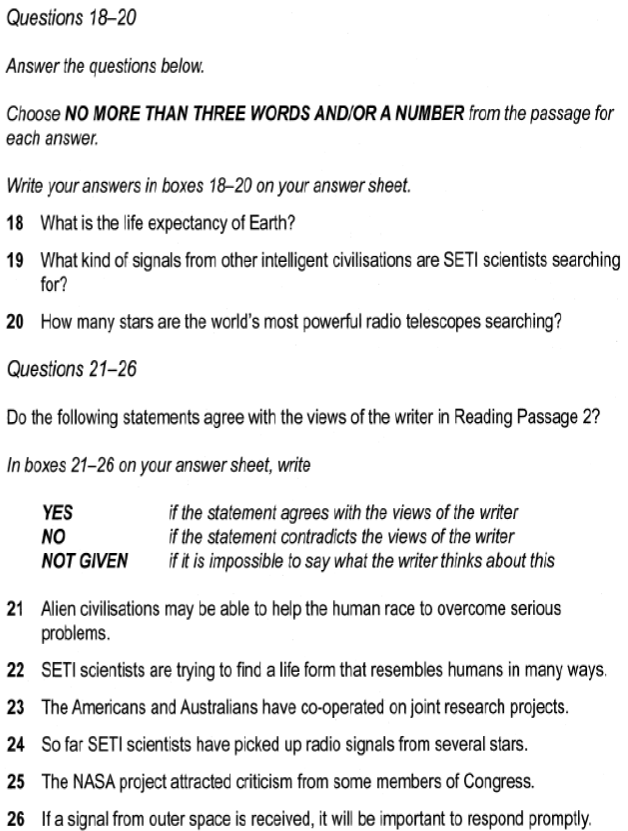 Questions 18–20
Answer the questions below.
Choose NO MORE THAN THREE WORDS AND/OR A NUMBER from the passage for
each answer.
Write your answers in boxes 18–20 on your answer sheet.
18 What is the life expectancy of Earth?
19 What kind of signals from other intelligent civilisations are SETI scientists searching
for?
20 How many stars are the world's most powerful radio telescopes searching?
Questions 21–26
Do the following statements agree with the views of the writer in Reading Passage 2?
In boxes 21–26 on your answer sheet, write
YES if the statement agrees with the views of the writer
NO if the statement contradicts the views of the writer
NOT GIVEN if it is impossible to say what the writer thinks about this
21 Alien civilisations may be able to help the human race to overcome serious
problems.
22 SETI scientists are trying to find a life form that resembles humans in many ways.
23 The Americans and Australians have co-operated on joint research projects.
24 So far SETI scientists have picked up radio signals from several stars.
25 The NASA project attracted criticism from some members of Congress.
26 If a signal from outer space is received, it will be important to respond promptly.